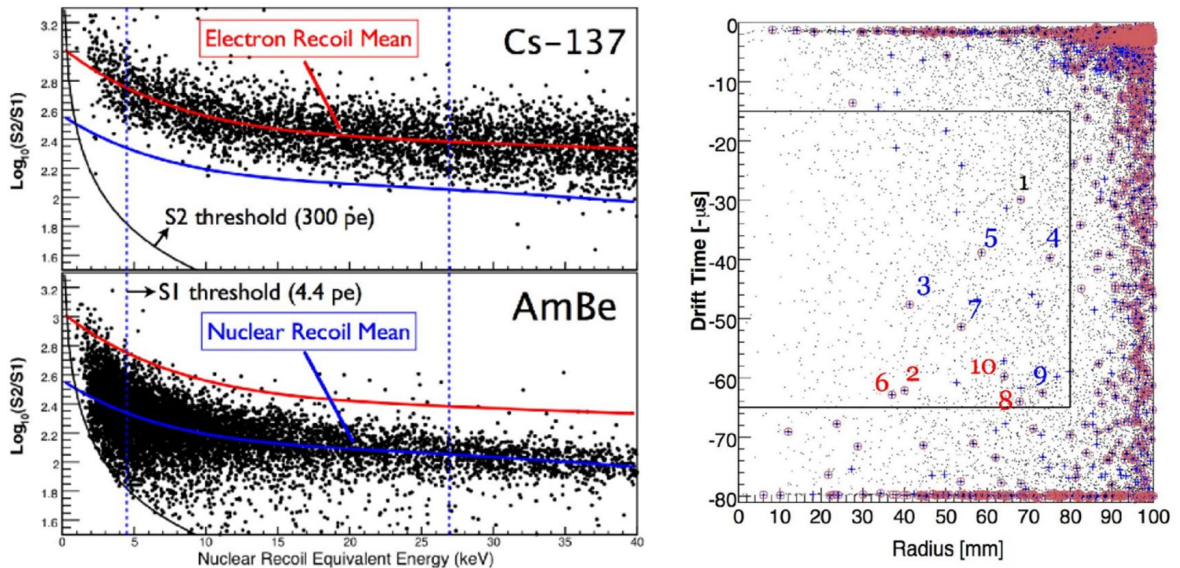 Log₁₀(S2/S1)
3.2
3
2.8
2.6
2.4
2.2
2
1.8
1.6
Electron Recoil Mean
Cs-137
S2 threshold (300 pe)
Log₁₀(S2/S1)
3.2
3
2.8
2.6
2.4
2.2
2
1.8
1.6
S1 threshold (4.4 pe)
AmBe
Nuclear Recoil Mean
0 5 10 15 20 25 30 35 40
Nuclear Recoil Equivalent Energy (keV)
Drift Time [-μs]
0
-10
-20
-30
-40
-50
-60
-70
-80
1
5 4
3
7
10
6 2 9
8
0 10 20 30 40 50 60 70 80 90 100
Radius [mm]